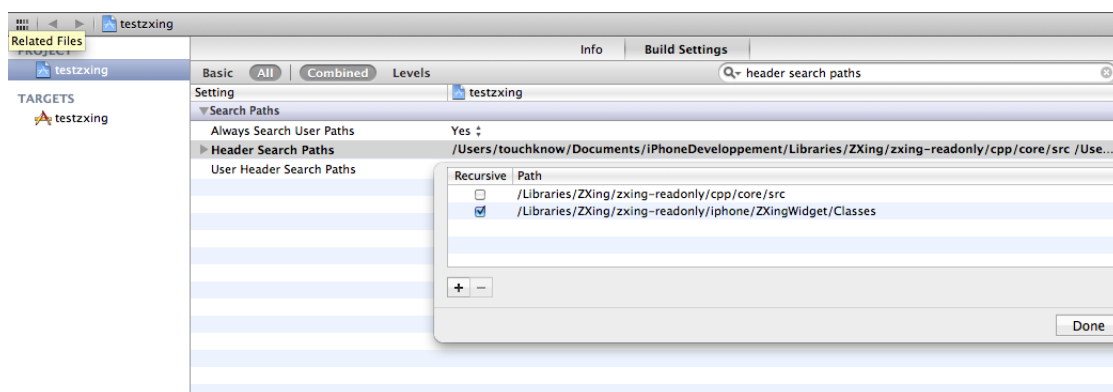 testzxing
Related Files
PROJECT
testzxing
TARGETS
testzxing
Info Build Settings
Basic All Combined Levels header search paths
Setting testzxing
Search Paths
Always Search User Paths Yes
Header Search Paths /Users/touchknow/Documents/iPhoneDeveloppement/Libraries/ZXing/zxing-readonly/cpp/core/src /Use...
User Header Search Paths
Recursive Path
/Libraries/ZXing/zxing-readonly/cpp/core/src
/Libraries/ZXing/zxing-readonly/iphone/ZXingWidget/Classes
+ −
Done